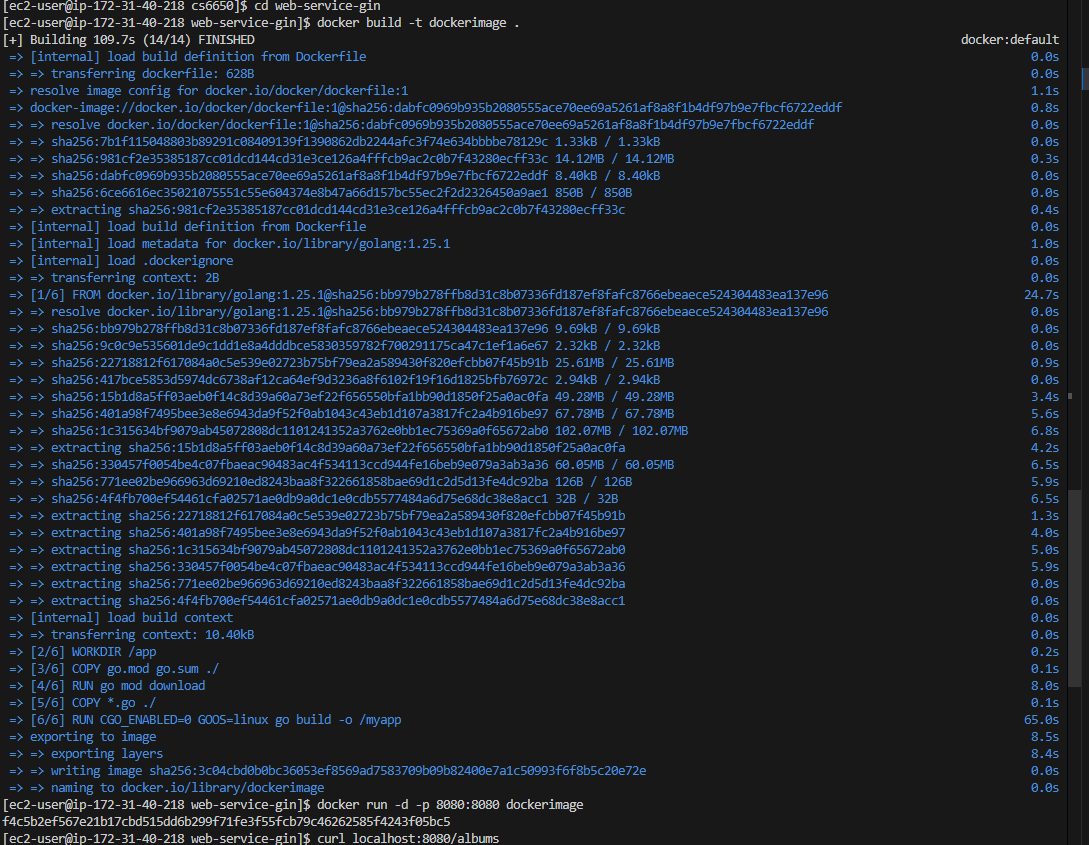 [ec2-user@ip-172-31-40-218 cs6650]$ cd web-service-gin
[ec2-user@ip-172-31-40-218 web-service-gin]$ docker build -t dockerimage .
[+] Building 109.7s (14/14) FINISHED docker:default
=> [internal] load build definition from Dockerfile 0.0s
=> => transferring dockerfile: 628B 0.0s
=> resolve image config for docker.io/docker/dockerfile:1 1.1s
=> docker-image://docker.io/docker/dockerfile:1@sha256:dabfc0969b935b2080555ace70ee69a5261af8a8f1b4df97b9e7fbcf6722eddf 0.8s
=> => resolve docker.io/docker/dockerfile:1@sha256:dabfc0969b935b2080555ace70ee69a5261af8a8f1b4df97b9e7fbcf6722eddf 0.0s
=> => sha256:7b1f115048803b89291c08409139f1390862db2244afc3f74e634bbbbe78129c 1.33kB / 1.33kB 0.0s
=> => sha256:981cf2e35385187cc01dcd144cd31e3ce126a4fffcb9ac2c0b7f43280ecff33c 14.12MB / 14.12MB 0.3s
=> => sha256:dabfc0969b935b2080555ace70ee69a5261af8a8f1b4df97b9e7fbcf6722eddf 8.40kB / 8.40kB 0.0s
=> => sha256:6ce6616ec35021075551c55e604374e8b47a66d157bc55ec2f2d2326450a9ae1 850B / 850B 0.0s
=> => extracting sha256:981cf2e35385187cc01dcd144cd31e3ce126a4fffcb9ac2c0b7f43280ecff33c 0.4s
=> [internal] load build definition from Dockerfile 0.0s
=> [internal] load metadata for docker.io/library/golang:1.25.1 1.0s
=> [internal] load .dockerignore 0.0s
=> => transferring context: 2B 0.0s
=> [1/6] FROM docker.io/library/golang:1.25.1@sha256:bb979b278ffb8d31c8b07336fd187ef8fafc8766ebeaece524304483ea137e96 24.7s
=> => resolve docker.io/library/golang:1.25.1@sha256:bb979b278ffb8d31c8b07336fd187ef8fafc8766ebeaece524304483ea137e96 0.0s
=> => sha256:bb979b278ffb8d31c8b07336fd187ef8fafc8766ebeaece524304483ea137e96 9.69kB / 9.69kB 0.0s
=> => sha256:9c0c9e535601de9c1dd1e8a4dddbce5830359782f700291175ca47c1ef1a6e67 2.32kB / 2.32kB 0.0s
=> => sha256:22718812f617084a0c5e539e02723b75bf79ea2a589430f820efcbb07f45b91b 25.61MB / 25.61MB 0.9s
=> => sha256:417bce5853d5974dc6738af12ca64ef9d3236a8f6102f19f16d1825bfb76972c 2.94kB / 2.94kB 0.0s
=> => sha256:15b1d8a5ff03aeb0f14c8d39a60a73ef22f656550bfa1bb90d1850f25a0ac0fa 49.28MB / 49.28MB 3.4s
=> => sha256:401a98f7495bee3e8e6943da9f52f0ab1043c43eb1d107a3817fc2a4b916be97 67.78MB / 67.78MB 5.6s
=> => sha256:1c315634bf9079ab45072808dc1101241352a3762e0bb1ec75369a0f65672ab0 102.07MB / 102.07MB 6.8s
=> => extracting sha256:15b1d8a5ff03aeb0f14c8d39a60a73ef22f656550bfa1bb90d1850f25a0ac0fa 4.2s
=> => sha256:330457f0054be4c07fbaeac90483ac4f534113ccd944fe16beb9e079a3ab3a36 60.05MB / 60.05MB 6.5s
=> => sha256:771ee02be966963d69210ed8243baa8f322661858bae69d1c2d5d13fe4dc92ba 126B / 126B 5.9s
=> => sha256:4f4fb700ef54461cfa02571ae0db9a0dc1e0cdb5577484a6d75e68dc38e8acc1 32B / 32B 6.5s
=> => extracting sha256:22718812f617084a0c5e539e02723b75bf79ea2a589430f820efcbb07f45b91b 1.3s
=> => extracting sha256:401a98f7495bee3e8e6943da9f52f0ab1043c43eb1d107a3817fc2a4b916be97 4.0s
=> => extracting sha256:1c315634bf9079ab45072808dc1101241352a3762e0bb1ec75369a0f65672ab0 5.0s
=> => extracting sha256:330457f0054be4c07fbaeac90483ac4f534113ccd944fe16beb9e079a3ab3a36 5.9s
=> => extracting sha256:771ee02be966963d69210ed8243baa8f322661858bae69d1c2d5d13fe4dc92ba 0.0s
=> => extracting sha256:4f4fb700ef54461cfa02571ae0db9a0dc1e0cdb5577484a6d75e68dc38e8acc1 0.0s
=> [internal] load build context 0.0s
=> => transferring context: 10.40kB 0.0s
=> [2/6] WORKDIR /app 0.2s
=> [3/6] COPY go.mod go.sum ./ 0.1s
=> [4/6] RUN go mod download 8.0s
=> [5/6] COPY *.go ./ 0.1s
=> [6/6] RUN CGO_ENABLED=0 GOOS=linux go build -o /myapp 65.0s
=> exporting to image 8.5s
=> => exporting layers 8.4s
=> => writing image sha256:3c04cbd0b0bc36053ef8569ad7583709b09b82400e7a1c50993f6f8b5c20e72e 0.0s
=> => naming to docker.io/library/dockerimage 0.0s
[ec2-user@ip-172-31-40-218 web-service-gin]$ docker run -d -p 8080:8080 dockerimage
f4c5b2ef567e21b17cbd515dd6b299f71fe3f55fcb79c46262585f4243f05bc5
[ec2-user@ip-172-31-40-218 web-service-gin]$ curl localhost:8080/albums